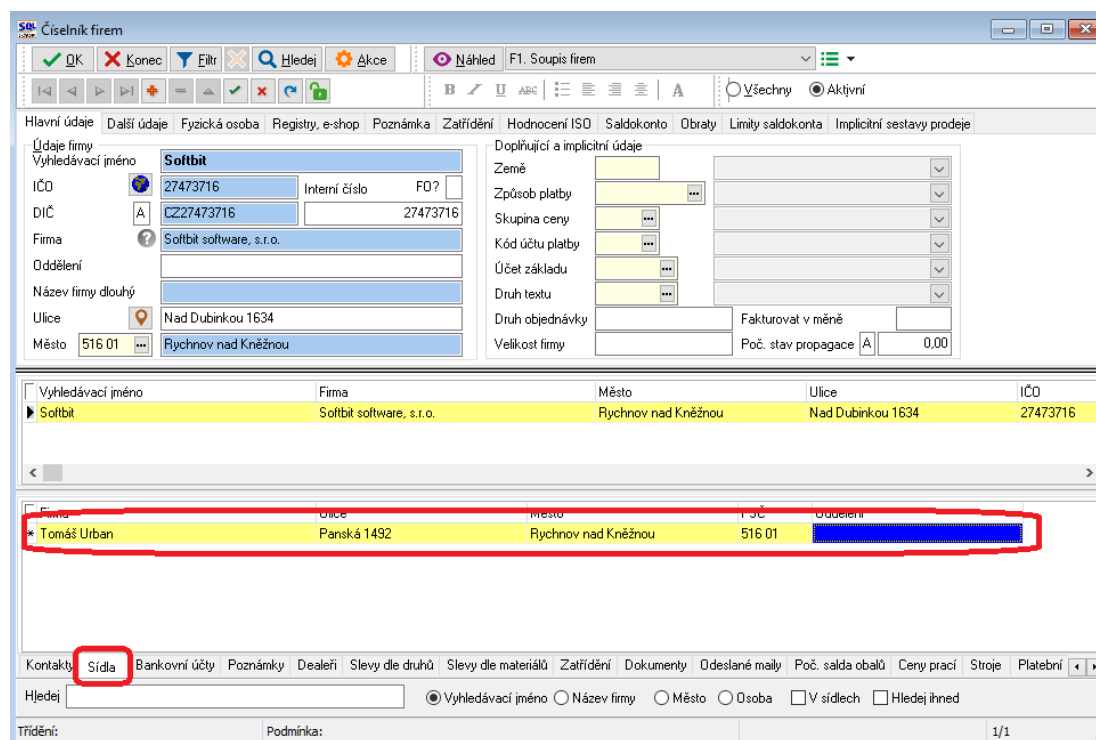 SQL Číselník firem
OK Konec Filtr Hledej Akce Náhled F1. Soupis firem
B Z U ABC A Všechny Aktivní
Hlavní údaje Další údaje Fyzická osoba Registry, e-shop Poznámka Zatřídění Hodnocení ISO Saldokonto Obraty Limity saldokonta Implicitní sestavy prodeje
Údaje firmy
Vyhledávací jméno Softbit
IČO 27473716 Interní číslo FO?
DIČ A CZ27473716 27473716
Firma Softbit software, s.r.o.
Oddělení
Název firmy dlouhý
Ulice Nad Dubinkou 1634
Město 516 01 ... Rychnov nad Kněžnou
Doplňující a implicitní údaje
Země
Způsob platby ...
Skupina ceny ...
Kód účtu platby ...
Účet základu ...
Druh textu ...
Druh objednávky Fakturovat v měně
Velikost firmy Poč. stav propagace A 0,00
Vyhledávací jméno Firma Město Ulice IČO
Softbit Softbit software, s.r.o. Rychnov nad Kněžnou Nad Dubinkou 1634 27473716
Firma Ulice Město PSČ Oddělení
* Tomáš Urban Panská 1492 Rychnov nad Kněžnou 516 01
Kontakty Sídla Bankovní účty Poznámky Dealeři Slevy dle druhů Slevy dle materiálů Zatřídění Dokumenty Odeslané maily Poč. salda obalů Ceny prací Stroje Platební
Hledej Vyhledávací jméno Název firmy Město Osoba V sídlech Hledej ihned
Třídění: Podmínka: 1/1